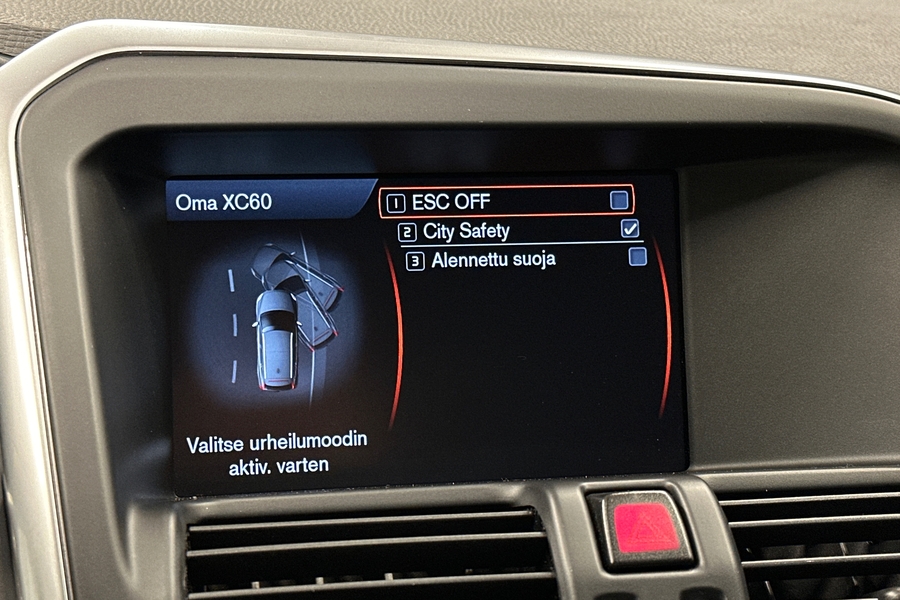 Oma XC60
1 ESC OFF
2 City Safety
3 Alennettu suoja
Valitse urheilumoodin
aktiv. varten